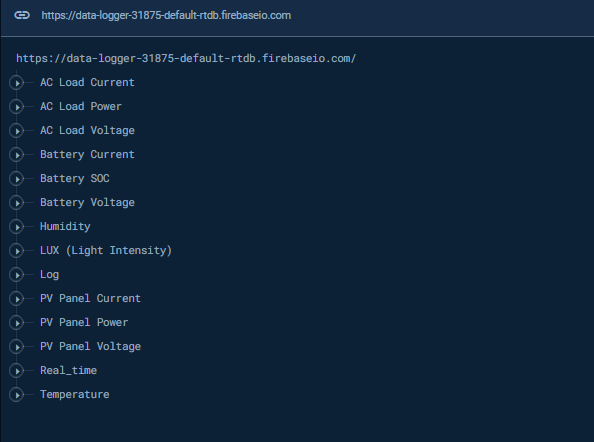 https://data-logger-31875-default-rtdb.firebaseio.com
https://data-logger-31875-default-rtdb.firebaseio.com/
AC Load Current
AC Load Power
AC Load Voltage
Battery Current
Battery SOC
Battery Voltage
Humidity
LUX (Light Intensity)
Log
PV Panel Current
PV Panel Power
PV Panel Voltage
Real_time
Temperature